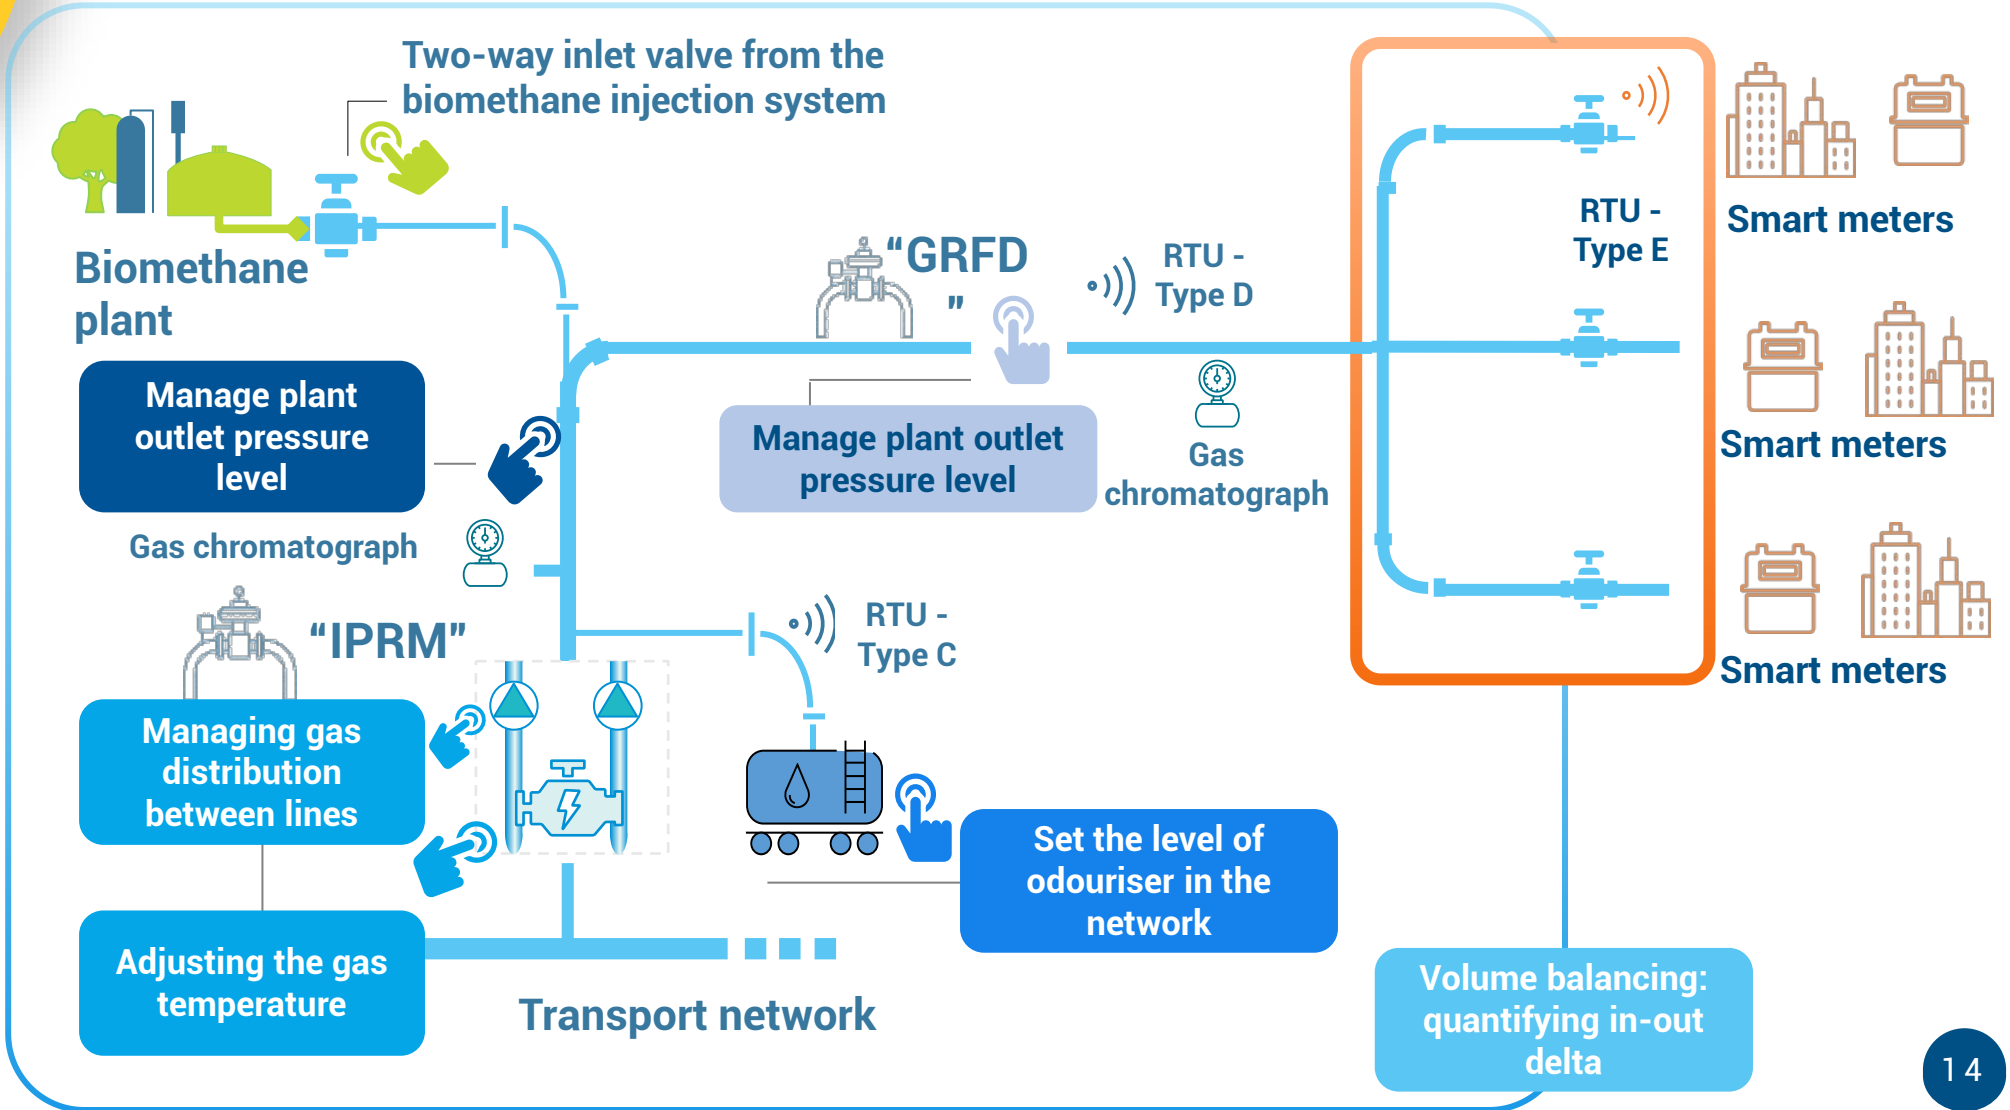 Two-way inlet valve from the
biomethane injection system
Biomethane
plant
Manage plant
outlet pressure
level
Gas chromatograph
“IPRM”
Managing gas
distribution
between lines
Adjusting the gas
temperature
Transport network
RTU -
Type C
Set the level of
odouriser in the
network
“GRFD
”
RTU -
Type D
Manage plant outlet
pressure level
Gas
chromatograph
RTU -
Type E
Smart meters
Smart meters
Smart meters
Volume balancing:
quantifying in-out
delta
14